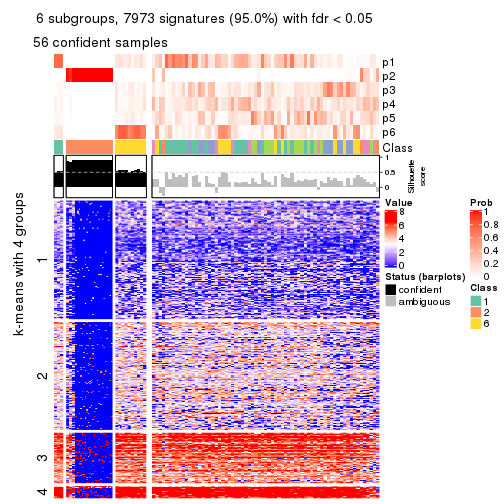 6 subgroups, 7973 signatures (95.0%) with fdr < 0.05
56 confident samples
p1
p2
p3
p4
p5
p6
Class
1
0.5
0
Silhouette
score
k-means with 4 groups
1
2
3
4
Value
8
6
4
2
0
Status (barplots)
confident
ambiguous
Prob
1
0.8
0.6
0.4
0.2
0
Class
1
2
6